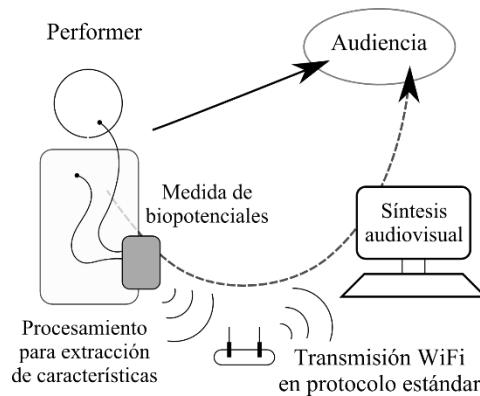 Performer
Audiencia
Medida de
biopotenciales
Síntesis
audiovisual
Procesamiento
para extracción
de características
Transmisión WiFi
en protocolo estándar